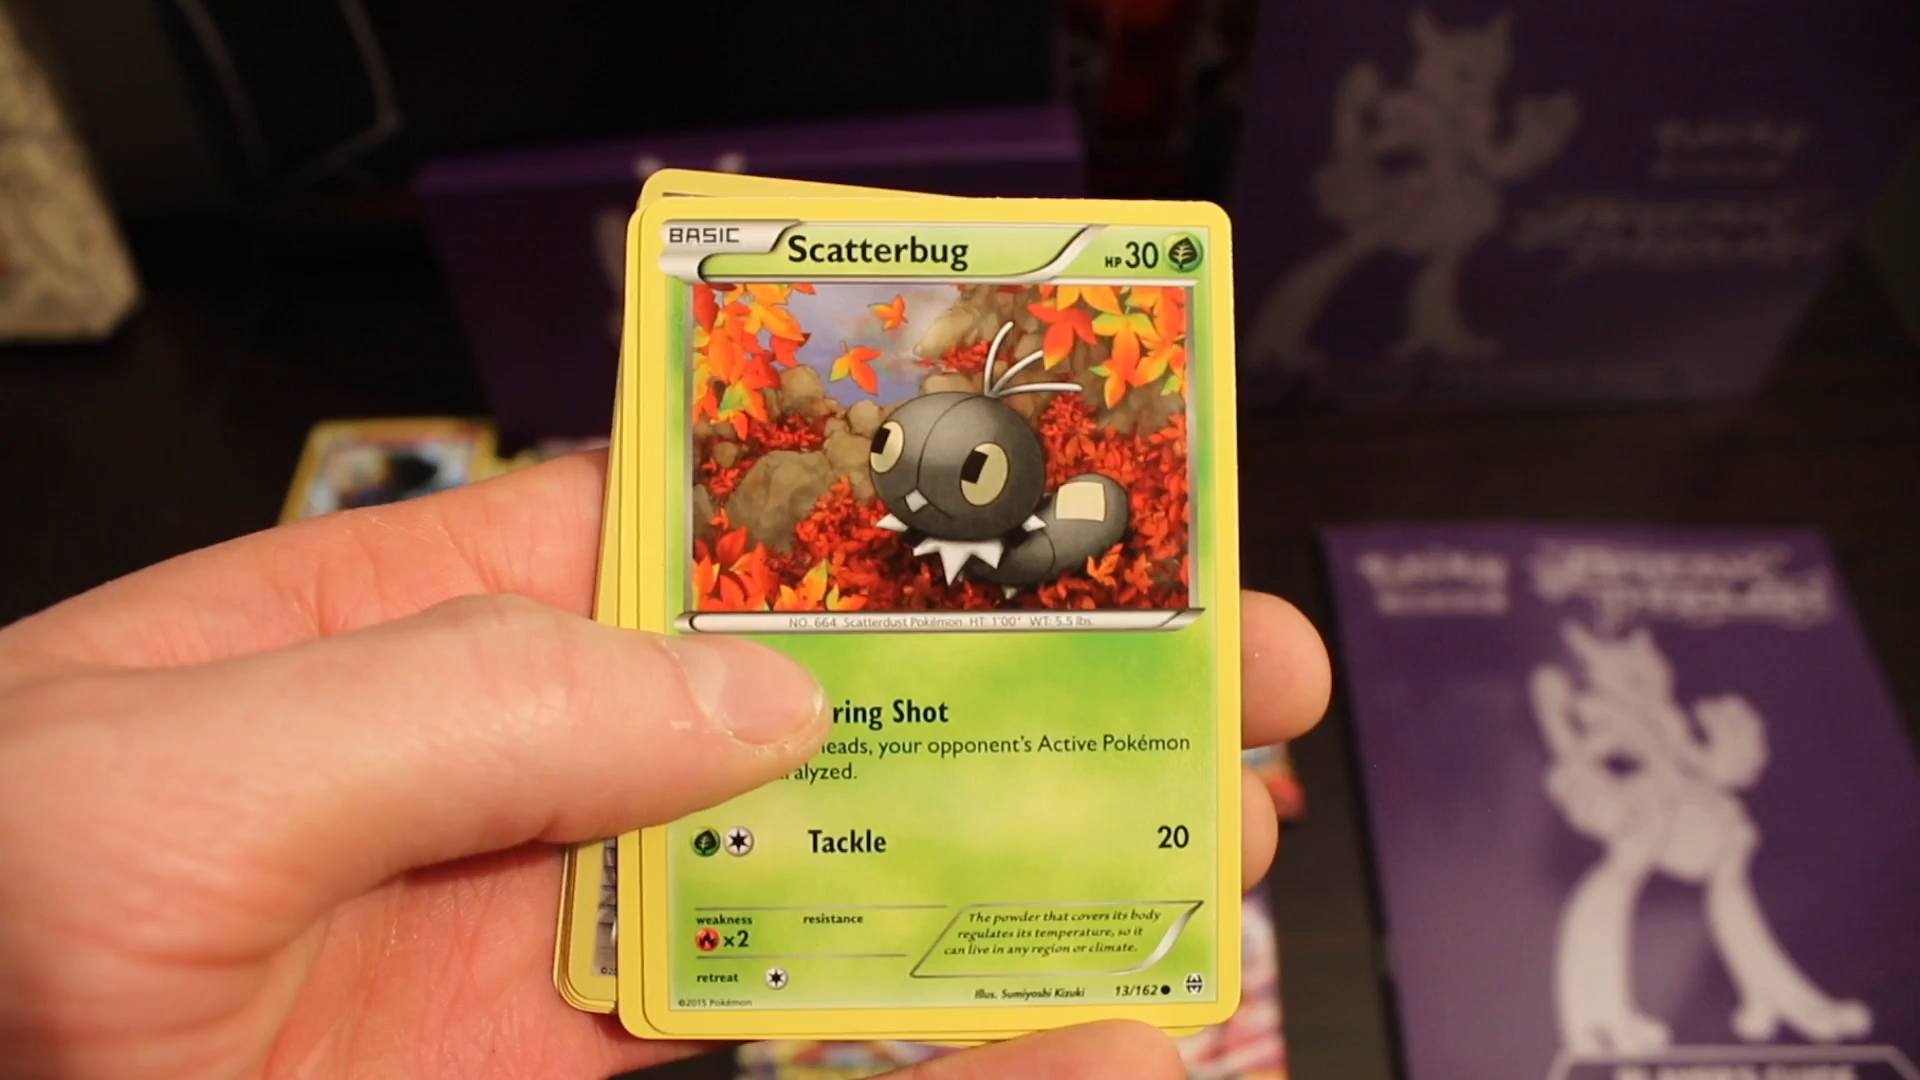 BASIC
Scatterbug
HP 30
NO. 664 Scatterdust Pokémon HT: 1'00" WT: 5.5 lbs.
ring Shot
heads, your opponent's Active Pokémon
alyzed.
Tackle 20
weakness resistance
×2
The powder that covers its body
regulates its temperature, so it
can live in any region or climate.
retreat
©2015 Pokémon
Illus. Sumiyoshi Kizuki
13/162